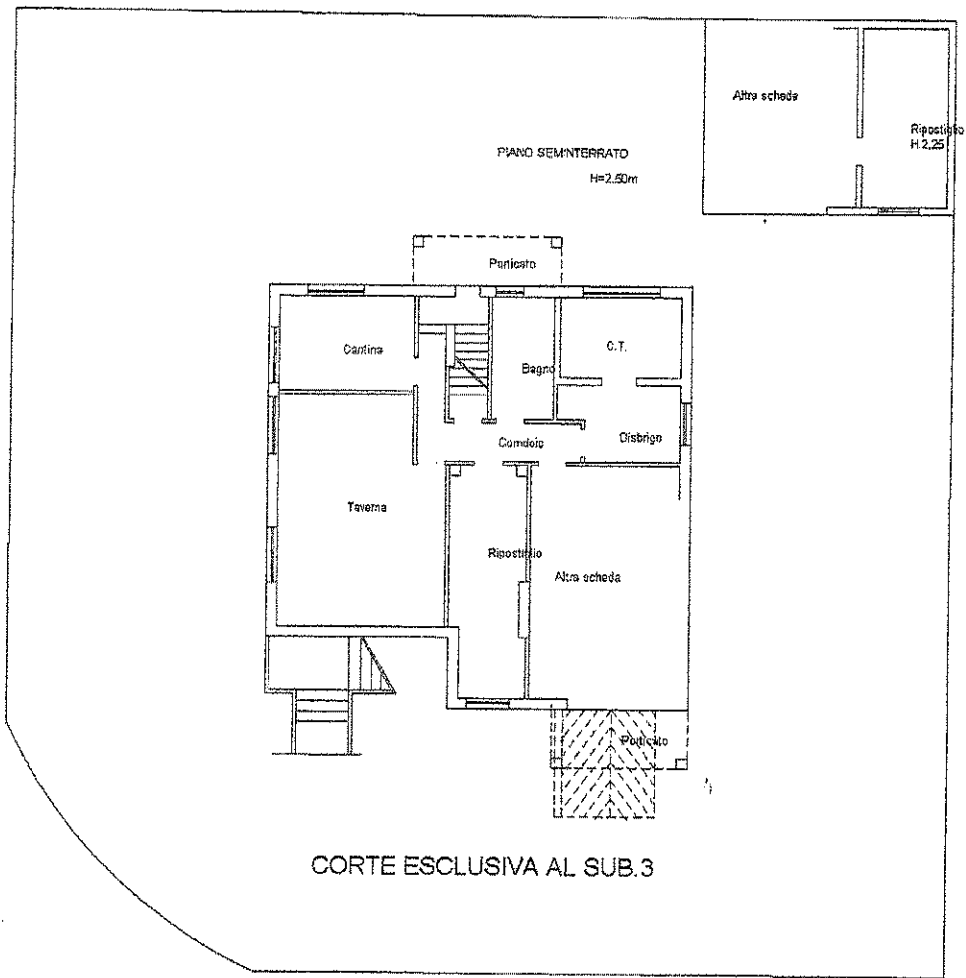 Altra scheda
Ripostiglio
H.2,25
PIANO SEMINTERRATO
H=2.50m
Porticato
Cantina
C.T.
Bagno
Disbrigo
Corridoio
Taverna
Ripostiglio
Altra scheda
Porticato
CORTE ESCLUSIVA AL SUB.3